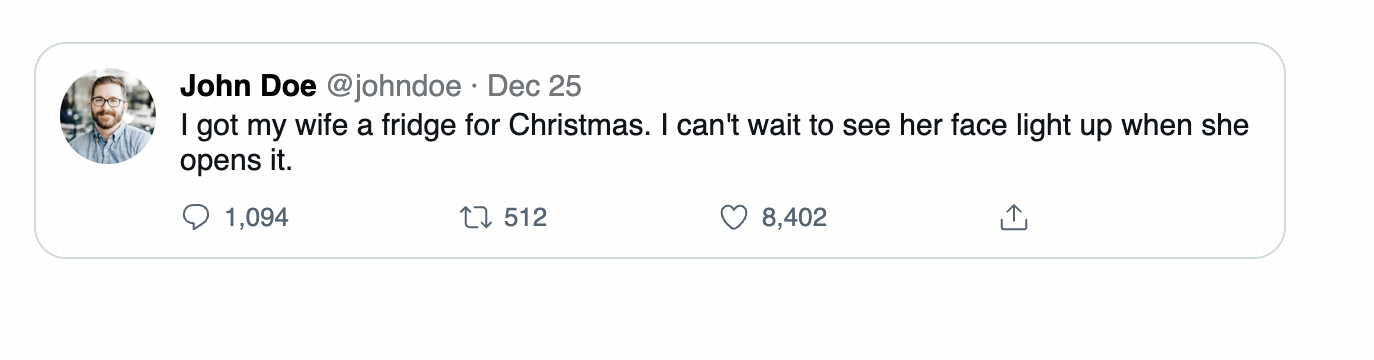 John Doe @johndoe · Dec 25
I got my wife a fridge for Christmas. I can't wait to see her face light up when she
opens it.
1,094 512 8,402